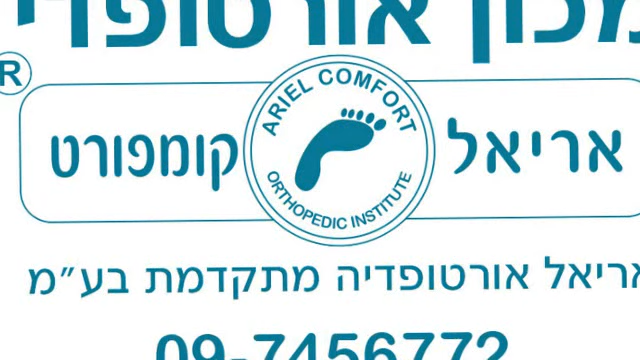 מכון אורטופדי
®
אריאל קומפורט
ARIEL COMFORT
ORTHOPEDIC INSTITUTE
אריאל אורטופדיה מתקדמת בע״מ
09-7456772